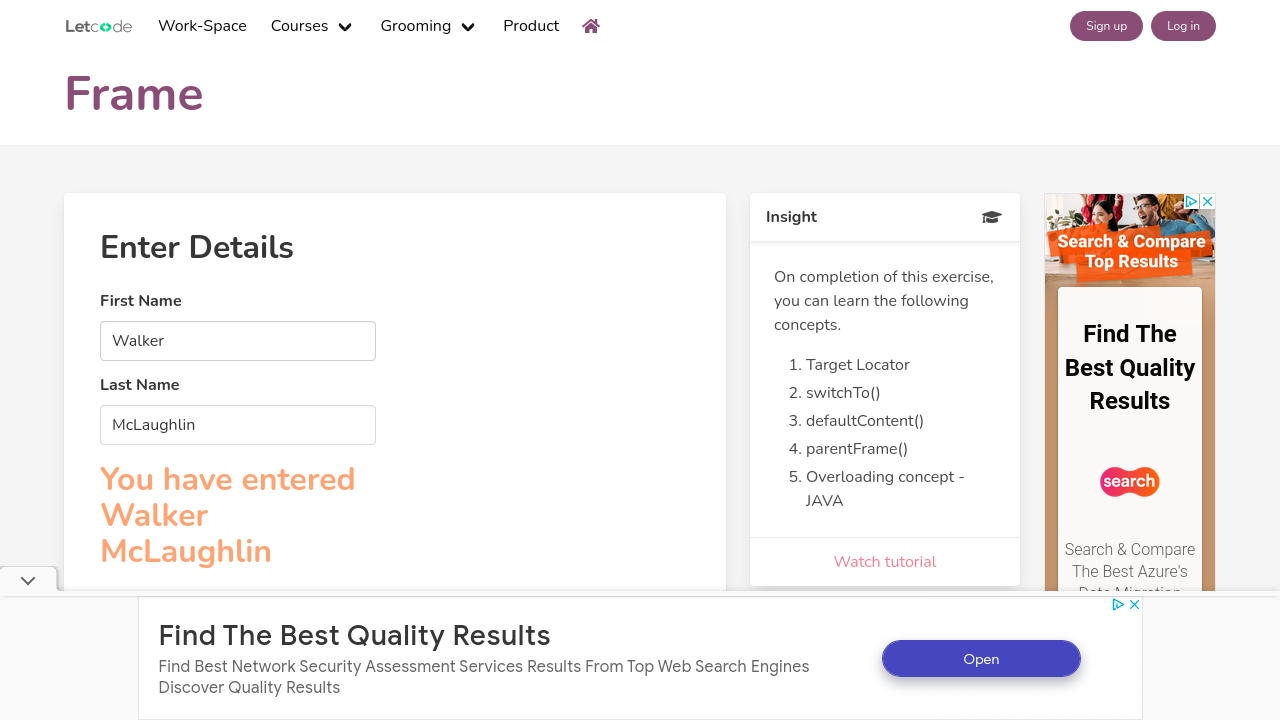 Letcode
Work-Space
Courses
Grooming
Product
Sign up
Log in
Frame
Enter Details
First Name
Walker
Last Name
McLaughlin
You have entered
Walker
McLaughlin
Insight
On completion of this exercise,
you can learn the following
concepts.
1. Target Locator
2. switchTo()
3. defaultContent()
4. parentFrame()
5. Overloading concept -
JAVA
Watch tutorial
Search & Compare
Top Results
Find The
Best Quality
Results
search
Search & Compare
The Best Azure's
Data Migration
Find The Best Quality Results
Find Best Network Security Assessment Services Results From Top Web Search Engines
Discover Quality Results
Open